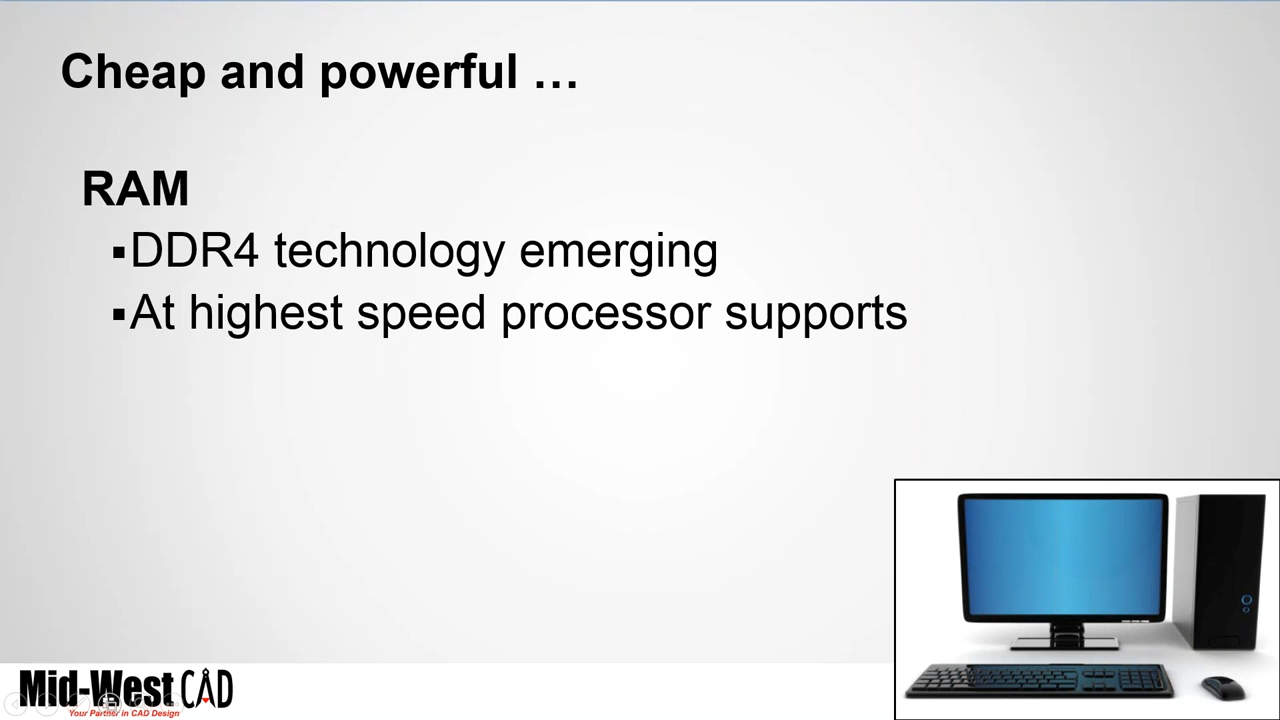 Cheap and powerful …
RAM
▪DDR4 technology emerging
▪At highest speed processor supports
Mid-West CAD
Your Partner in CAD Design